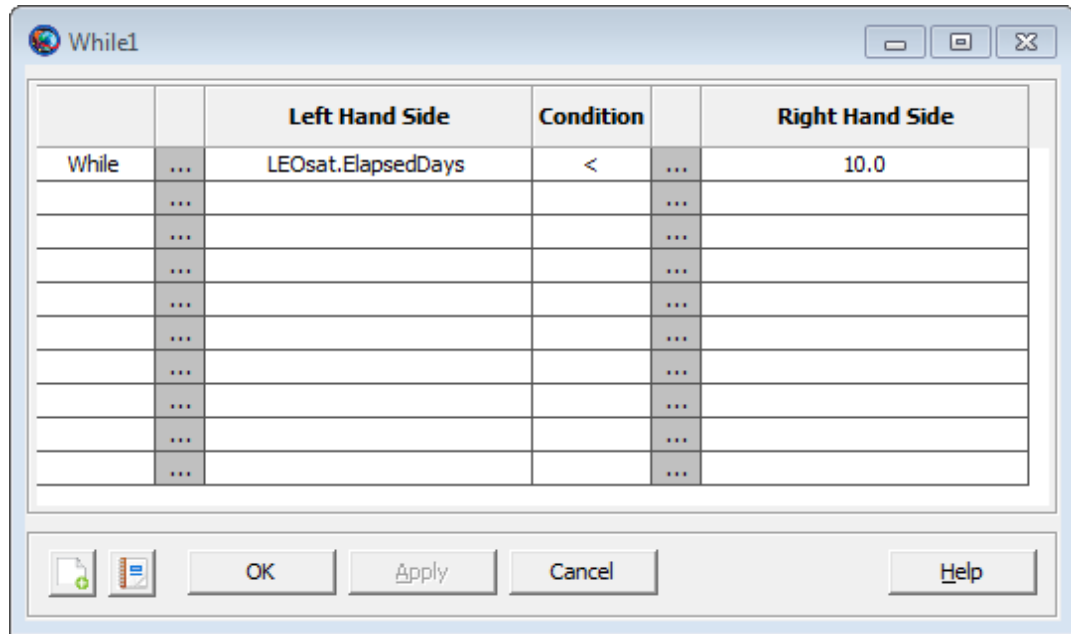 While1
Left Hand Side Condition Right Hand Side
While ... LEOsat.ElapsedDays < ... 10.0
... ...
... ...
... ...
... ...
... ...
... ...
... ...
... ...
... ...
OK Apply Cancel Help